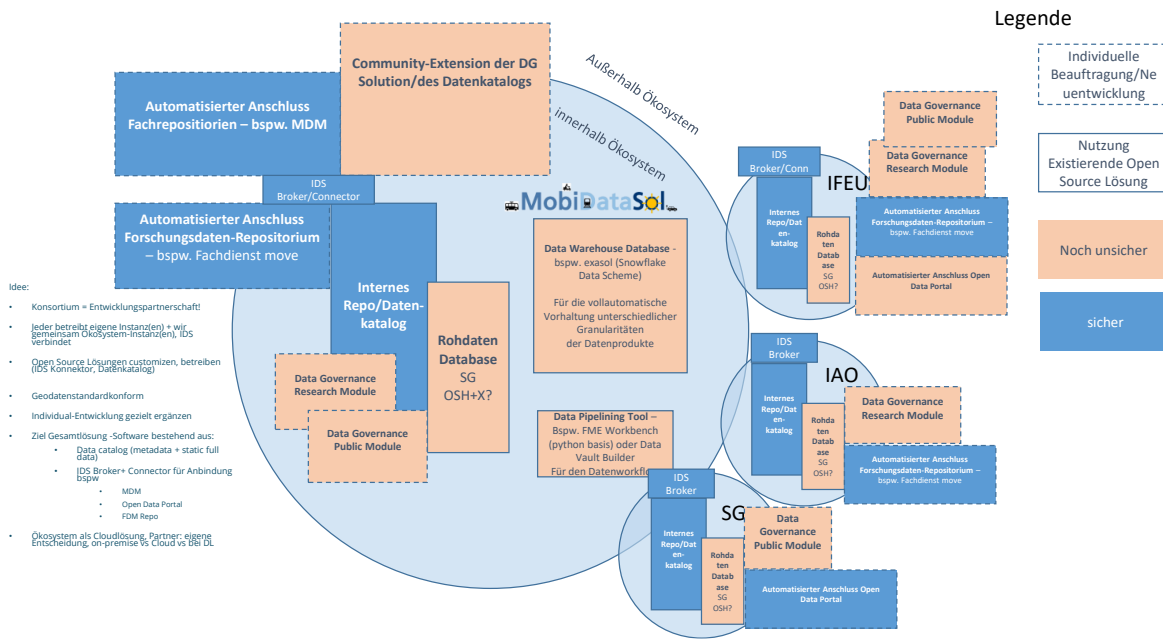 Legende
Individuelle
Beauftragung/Ne
uentwicklung
Nutzung
Existierende Open
Source Lösung
Noch unsicher
sicher
Außerhalb Ökosystem
innerhalb Ökosystem
Community-Extension der DG
Solution/des Datenkatalogs
Automatisierter Anschluss
Fachrepositiorien – bspw. MDM
IDS
Broker/Connector
Automatisierter Anschluss
Forschungsdaten-Repositorium
– bspw. Fachdienst move
Internes
Repo/Daten-
katalog
Rohdaten
Database
SG
OSH+X?
Data Governance
Research Module
Data Governance
Public Module
MobiDataSol
Data Warehouse Database -
bspw. exasol (Snowflake
Data Scheme)
Für die vollautomatische
Vorhaltung unterschiedlicher
Granularitäten
der Datenprodukte
Data Pipelining Tool –
Bspw. FME Workbench
(python basis) oder Data
Vault Builder
Für den Datenworkflow
Idee:
• Konsortium = Entwicklungspartnerschaft!
• Jeder betreibt eigene Instanz(en) + wir
gemeinsam Ökosystem-Instanz(en), IDS
verbindet
• Open Source Lösungen customizen, betreiben
(IDS Konnektor, Datenkatalog)
• Geodatenstandardkonform
• Individual-Entwicklung gezielt ergänzen
• Ziel Gesamtlösung -Software bestehend aus:
• Data catalog (metadata + static full
data)
• IDS Broker+ Connector für Anbindung
bspw
• MDM
• Open Data Portal
• FDM Repo
• Ökosystem als Cloudlösung, Partner: eigene
Entscheidung, on-premise vs Cloud vs bei DL
IDS
Broker/Conn
IFEU
Internes
Repo/Dat
en-
katalog
Rohda
ten
Datab
ase
SG
OSH?
Data Governance
Public Module
Data Governance
Research Module
Automatisierter Anschluss
Forschungsdaten-Repositorium –
bspw. Fachdienst move
Automatisierter Anschluss Open
Data Portal
IDS
Broker
IAO
Internes
Repo/Dat
en-
katalog
Rohda
ten
Datab
ase
SG
OSH?
Data Governance
Research Module
Automatisierter Anschluss
Forschungsdaten-Repositorium –
bspw. Fachdienst move
IDS
Broker
SG
Internes
Repo/Dat
en-
katalog
Rohda
ten
Datab
ase
SG
OSH?
Data
Governance
Public Module
Automatisierter Anschluss Open
Data Portal